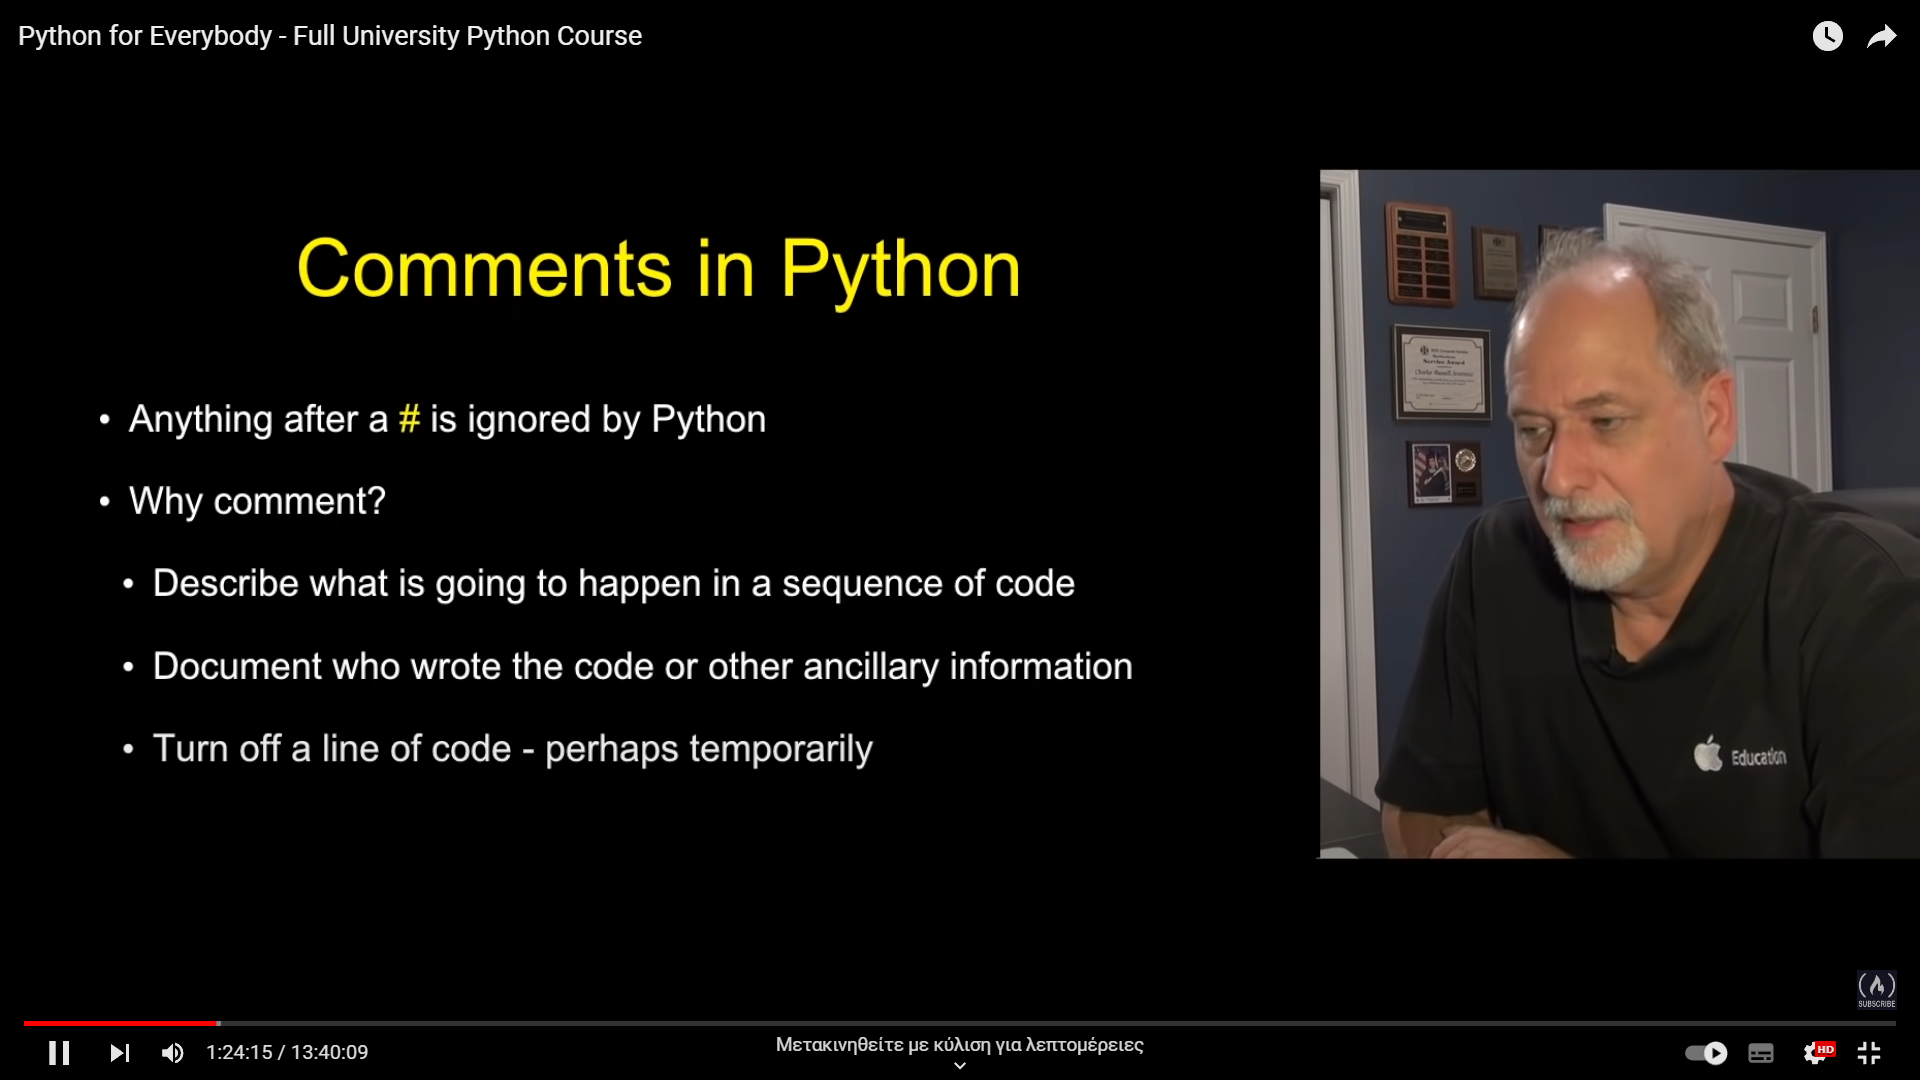 Python for Everybody - Full University Python Course
Comments in Python
• Anything after a # is ignored by Python
• Why comment?
• Describe what is going to happen in a sequence of code
• Document who wrote the code or other ancillary information
• Turn off a line of code - perhaps temporarily
Service Award
Education
SUBSCRIBE
1:24:15 / 13:40:09
Μετακινηθείτε με κύλιση για λεπτομέρειες
HD